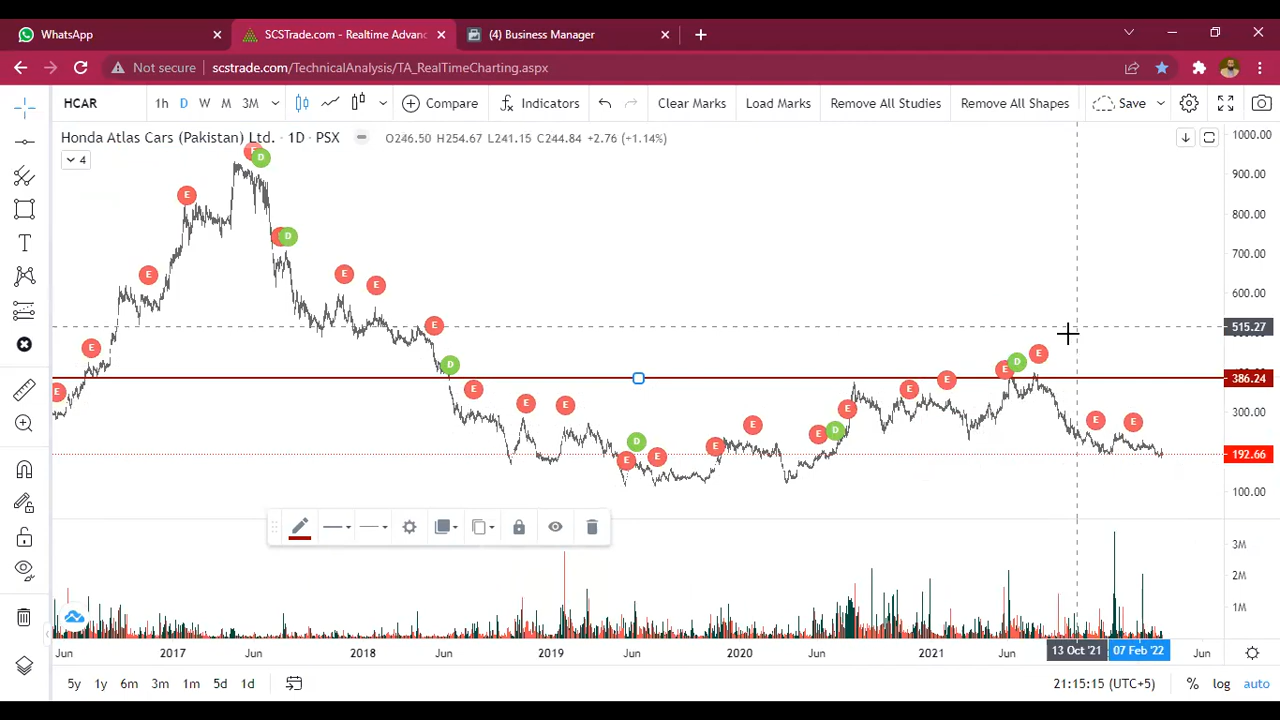 WhatsApp
SCSTrade.com - Realtime Advanc
(4) Business Manager
Not secure
scstrade.com/TechnicalAnalysis/TA_RealTimeCharting.aspx
HCAR 1h D W M 3M Compare Indicators Clear Marks Load Marks Remove All Studies Remove All Shapes Save
Honda Atlas Cars (Pakistan) Ltd. · 1D · PSX O246.50 H254.67 L241.15 C244.84 +2.76 (+1.14%)
4
1000.00
900.00
800.00
700.00
600.00
515.27
386.24
300.00
192.66
100.00
E E E E D E D E E E D E E E E D E E E E E D E E E D E E E
3M
2M
1M
Jun 2017 Jun 2018 Jun 2019 Jun 2020 Jun 2021 Jun 13 Oct '21 07 Feb '22 Jun
5y 1y 6m 3m 1m 5d 1d 21:15:15 (UTC+5) % log auto